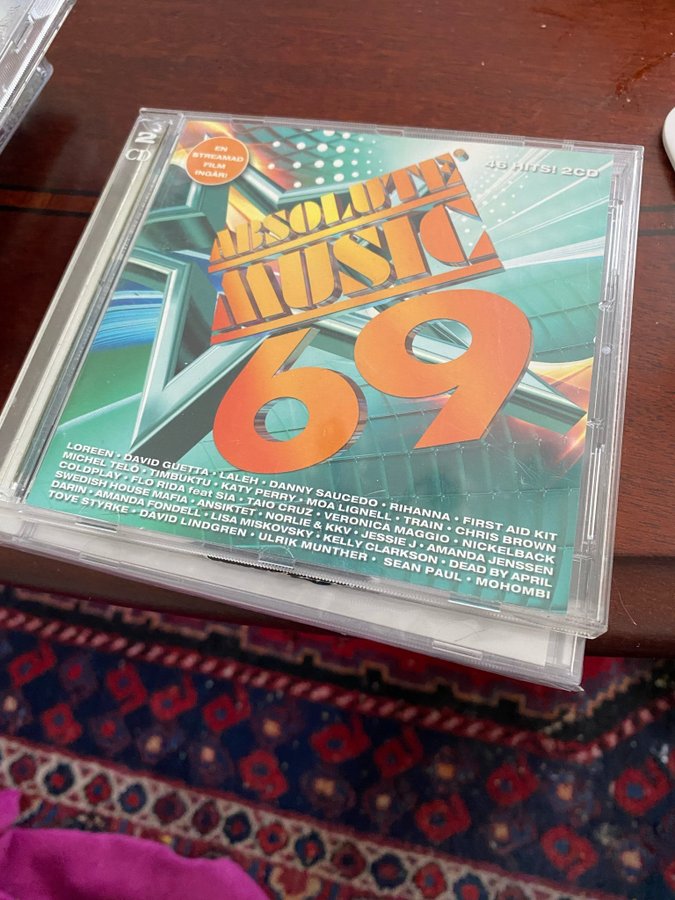 2
CD
EN
STREAMAD
FILM
INGÅR!
46 HITS! 2CD
ABSOLUTE
MUSIC
69
LOREEN · DAVID GUETTA · LALEH · DANNY SAUCEDO · RIHANNA · FIRST AID KIT
MICHEL TELÓ · TIMBUKTU · KATY PERRY · MOA LIGNELL · TRAIN · CHRIS BROWN
COLDPLAY · FLO RIDA feat SIA · TAIO CRUZ · VERONICA MAGGIO · NICKELBACK
SWEDISH HOUSE MAFIA · ANSIKTET · NORLIE & KKV · JESSIE J · AMANDA JENSSEN
DARIN · AMANDA FONDELL · LISA MISKOVSKY · KELLY CLARKSON · DEAD BY APRIL
TOVE STYRKE · DAVID LINDGREN · ULRIK MUNTHER · SEAN PAUL · MOHOMBI